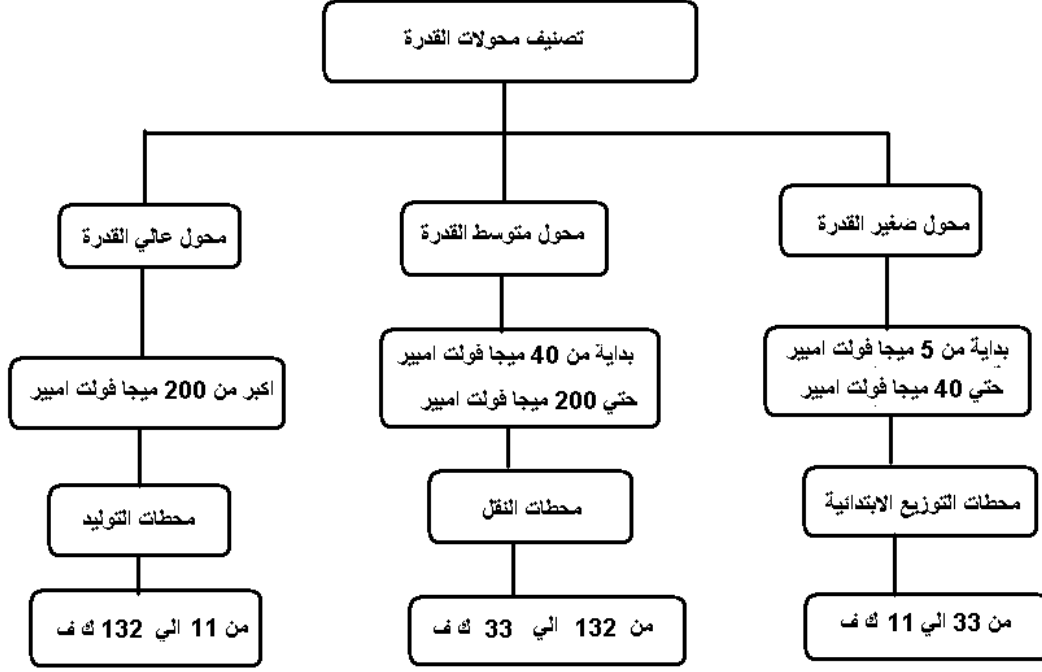 تصنيف محولات القدرة
محول صغير القدرة
محول متوسط القدرة
محول عالي القدرة
بداية من 5 ميجا فولت امبير
حتي 40 ميجا فولت امبير
بداية من 40 ميجا فولت امبير
حتي 200 ميجا فولت امبير
اكبر من 200 ميجا فولت امبير
محطات التوزيع الابتدائية
محطات النقل
محطات التوليد
من 33 الي 11 ك ف
من 132 الي 33 ك ف
من 11 الي 132 ك ف